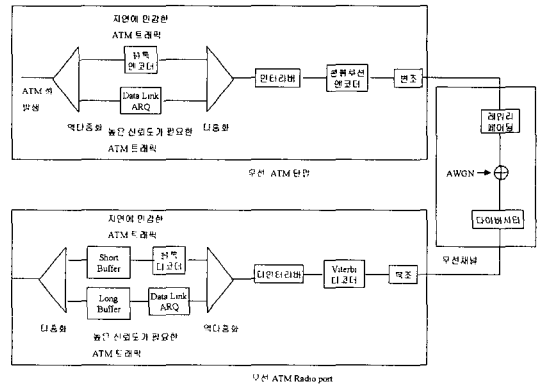 지연에 민감한
ATM 트래픽
블록
엔코더
ATM 셀
발생
Data Link
ARQ
역다중화
높은 신뢰도가 필요한
ATM 트래픽
다중화
인터리버
콘볼루션
엔코더
변조
무선 ATM 단말
레일리
페이딩
AWGN
다이버시티
무선채널
지연에 민감한
ATM 트래픽
Short
Buffer
블록
디코더
Long
Buffer
Data Link
ARQ
다중화
높은 신뢰도가 필요한
ATM 트래픽
역다중화
디인터리버
Viterbi
디코더
복조
무선 ATM Radio port